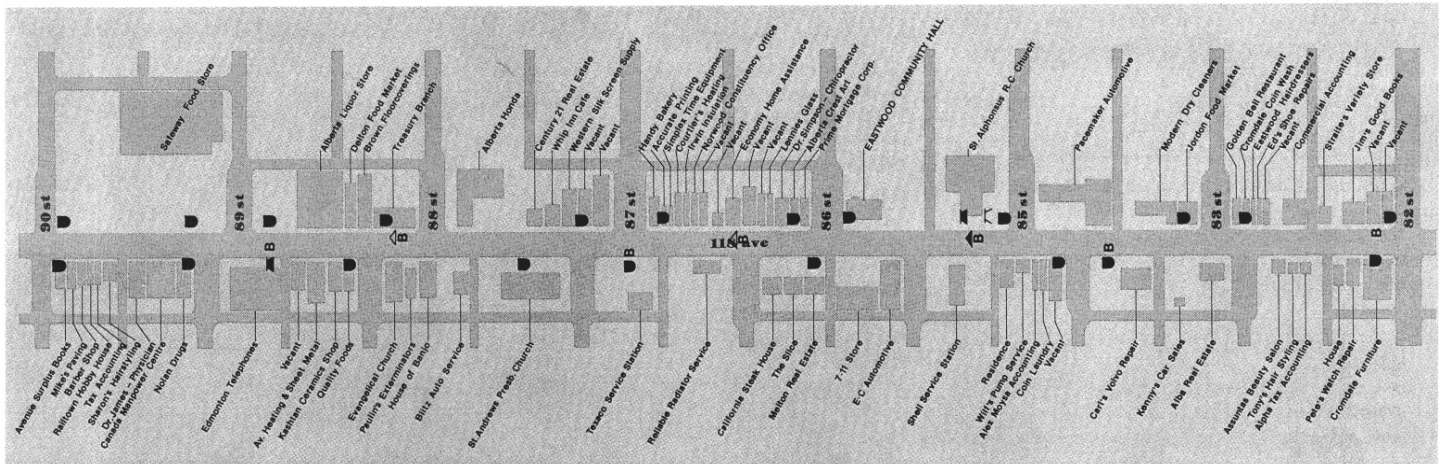 Safeway Food Store
Alberta Liquor Store
Delton Food Market
Brown Floorcoverings
Treasury Branch
Alberta Honda
Century 21 Real Estate
Whip Inn Cafe
Western Silk Screen Supply
Vacant
Vacant
Handy Bakery
Accurate Printing
Simplex Time Equipment
Courtier's Heating
Irwin Insulation
Norwood Constituency Office
Vacant
Vacant
Economy Home Assistance
Vacant
Vacant
Leonies Glass
Dr. Simpson - Chiropractor
Alberta Crest Art
Prime Mortgage Corp.
EASTWOOD COMMUNITY HALL
St. Alphonsus R.C Church
Pacemaker Automotive
Modern Dry Cleaners
Jordon Food Market
Golden Bell Restaurant
Cromdale Coin Wash
Eastwood Hairdressers
Ed's Shoe Repairs
Vacant
Commercial Accounting
Straite's Variety Store
Jim's Good Books
Vacant
Vacant
90 st
89 st
88 st
87 st
86 st
85 st
83 st
82 st
B
B
B
B
B
B
B
118 ave
Avenue Surplus Books
Mike's Paving
Barber Shop
Railtown Hobby House
Tax Accounting
Sharon's Hairstyling
Dr. James - Physician
Canada Manpower Centre
Nolan Drugs
Edmonton Telephones
Vacant
Av. Heating & Sheet Metal
Kashan Ceramics Shop
Quality Foods
Evangelical Church
Paulin's Exterminators
House of Banjo
Blitz Auto Service
St. Andrews Presb Church
Texaco Service Station
Reliable Radiator Service
California Steak House
The Slice
Melton Real Estate
7-11 Store
E-C Automotive
Shell Service Station
Residence
Wilf's Pump Service
Alex Moysa Accounting
Coin Laundry
Vacant
Carl's Volvo Repair
Kenny's Car Sales
Alba Real Estate
Assuntas Beauty Salon
Tony's Hair Styling
Alpha Tax Accounting
House
Pete's Watch Repair
Cromdale Furniture